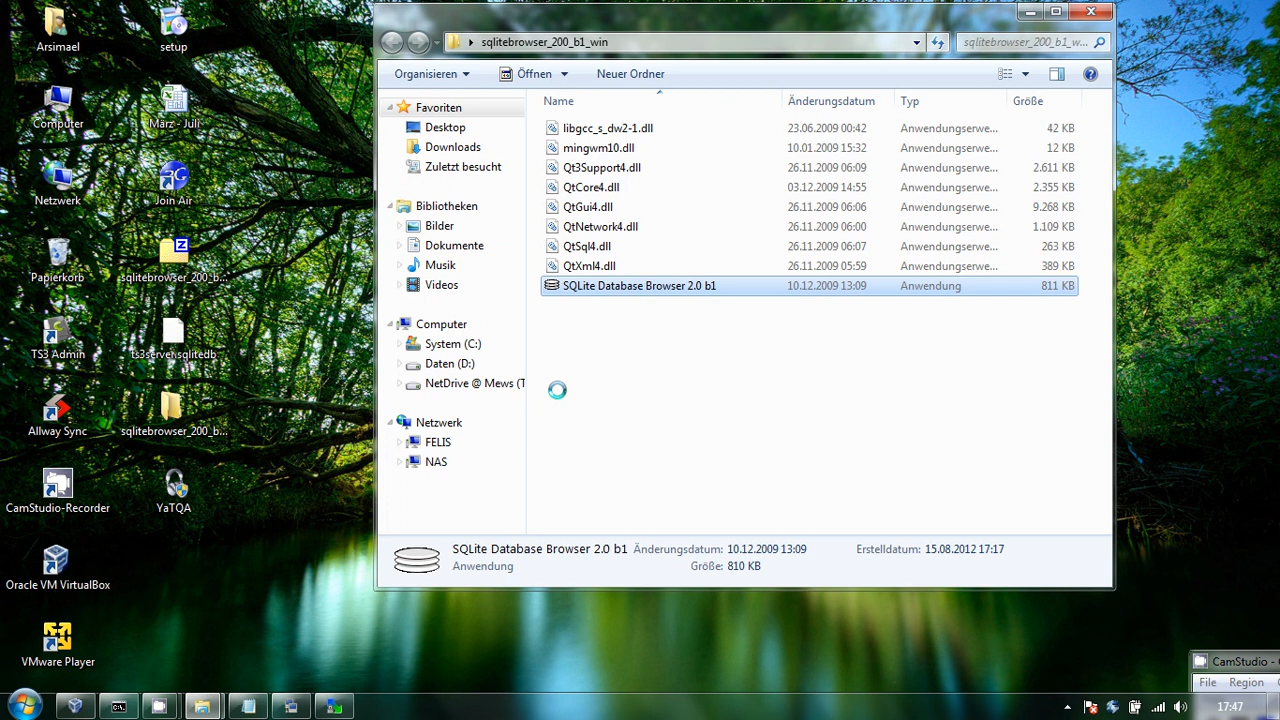 Arsimael
setup
Computer
März - Juli
Netzwerk
Join Air
Papierkorb
sqlitebrowser_200_b...
TS3 Admin
ts3server.sqlitedb
Allway Sync
sqlitebrowser_200_b...
CamStudio-Recorder
YaTQA
Oracle VM VirtualBox
VMware Player
sqlitebrowser_200_b1_win
sqlitebrowser_200_b1_w...
Organisieren
Öffnen
Neuer Ordner
Favoriten
Desktop
Downloads
Zuletzt besucht
Bibliotheken
Bilder
Dokumente
Musik
Videos
Computer
System (C:)
Daten (D:)
NetDrive @ Mews (T
Netzwerk
FELIS
NAS
Name Änderungsdatum Typ Größe
libgcc_s_dw2-1.dll 23.06.2009 00:42 Anwendungserwe... 42 KB
mingwm10.dll 10.01.2009 15:32 Anwendungserwe... 12 KB
Qt3Support4.dll 26.11.2009 06:09 Anwendungserwe... 2.611 KB
QtCore4.dll 03.12.2009 14:55 Anwendungserwe... 2.355 KB
QtGui4.dll 26.11.2009 06:06 Anwendungserwe... 9.268 KB
QtNetwork4.dll 26.11.2009 06:00 Anwendungserwe... 1.109 KB
QtSql4.dll 26.11.2009 06:07 Anwendungserwe... 263 KB
QtXml4.dll 26.11.2009 05:59 Anwendungserwe... 389 KB
SQLite Database Browser 2.0 b1 10.12.2009 13:09 Anwendung 811 KB
SQLite Database Browser 2.0 b1 Änderungsdatum: 10.12.2009 13:09 Erstelldatum: 15.08.2012 17:17
Anwendung Größe: 810 KB
CamStudio -
File Region
17:47